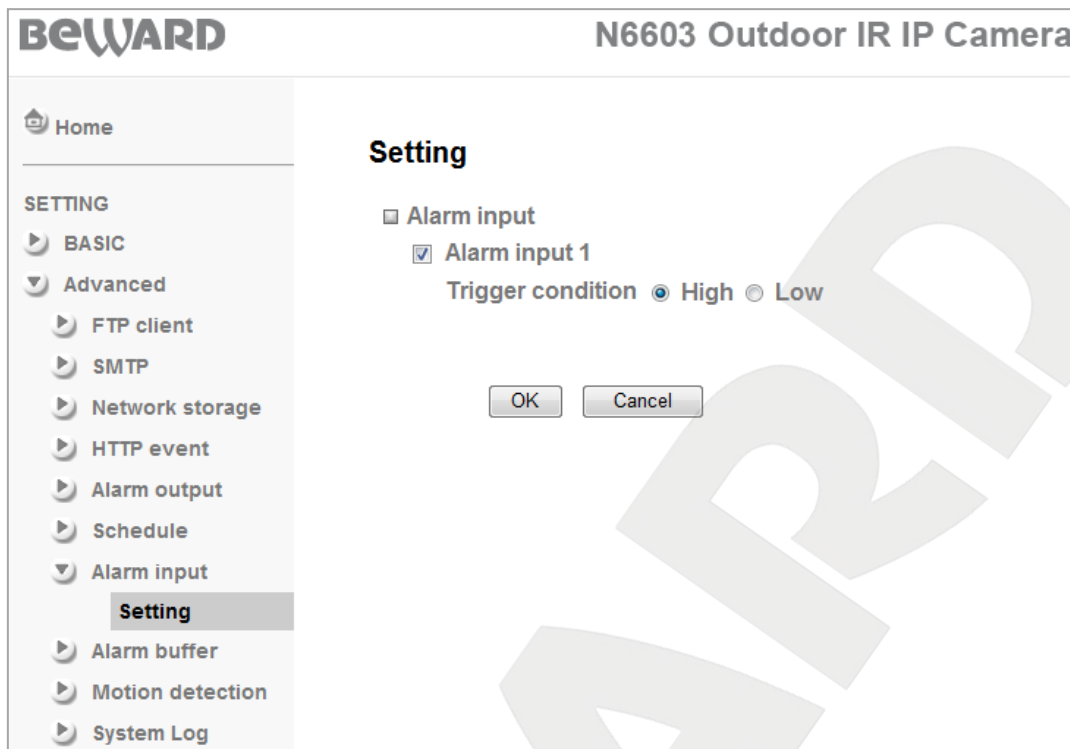 BEWARD
N6603 Outdoor IR IP Camera
Home
SETTING
BASIC
Advanced
FTP client
SMTP
Network storage
HTTP event
Alarm output
Schedule
Alarm input
Setting
Alarm buffer
Motion detection
System Log
Setting
Alarm input
Alarm input 1
Trigger condition High Low
OK Cancel
ARD